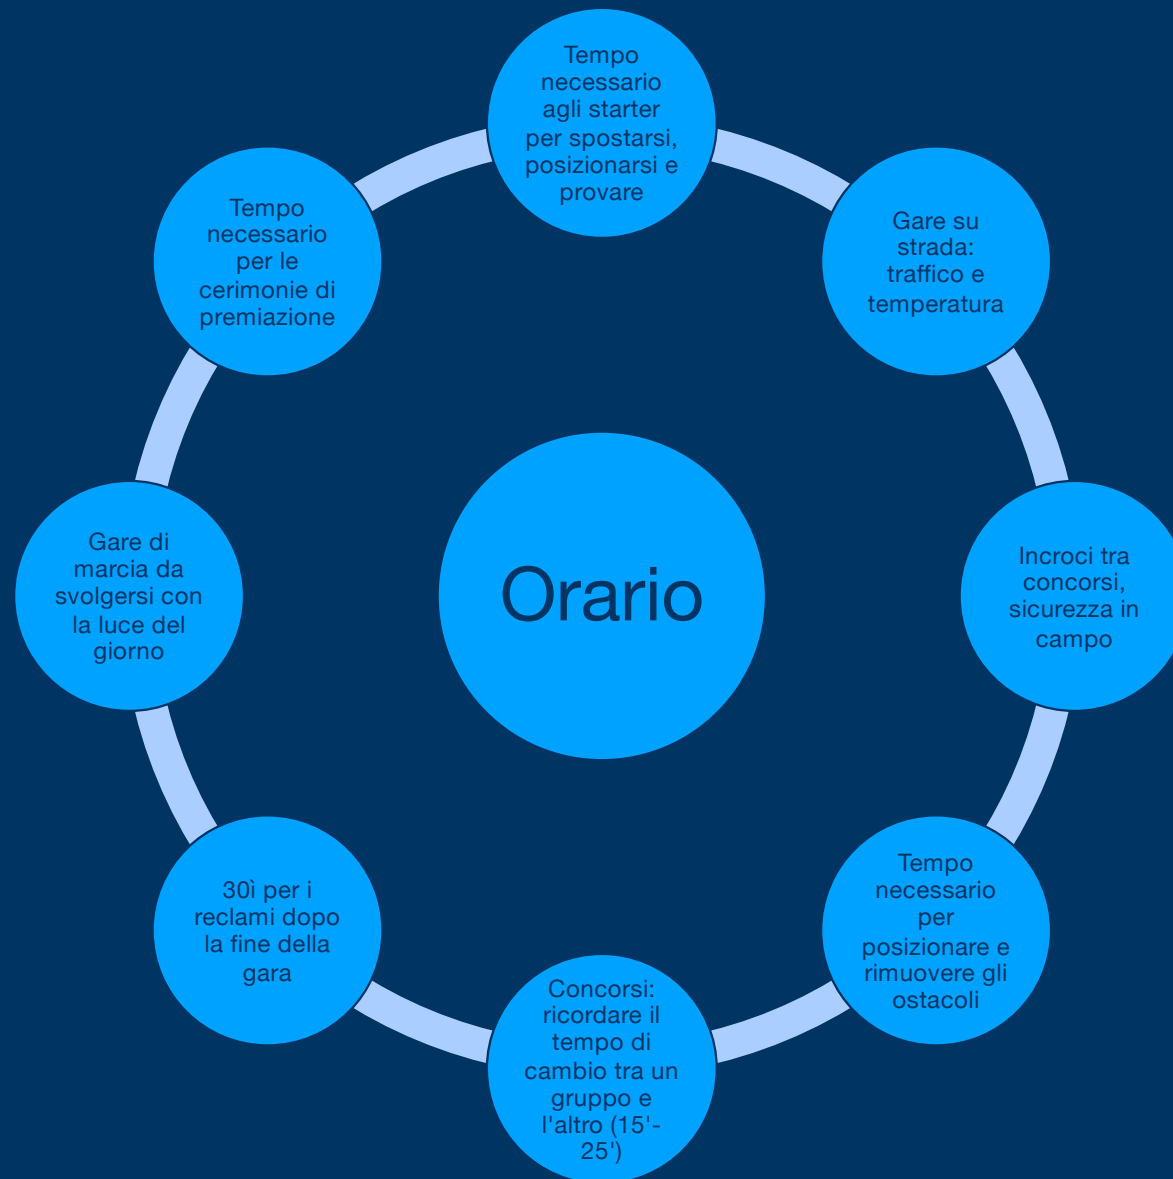 Tempo
necessario
agli starter
per spostarsi,
posizionarsi e
provare
Gare su
strada:
traffico e
temperatura
Incroci tra
concorsi,
sicurezza in
campo
Tempo
necessario
per
posizionare e
rimuovere gli
ostacoli
Concorsi:
ricordare il
tempo di
cambio tra un
gruppo e
l'altro (15'-
25')
30ì per i
reclami dopo
la fine della
gara
Gare di
marcia da
svolgersi con
la luce del
giorno
Tempo
necessario
per le
cerimonie di
premiazione
Orario